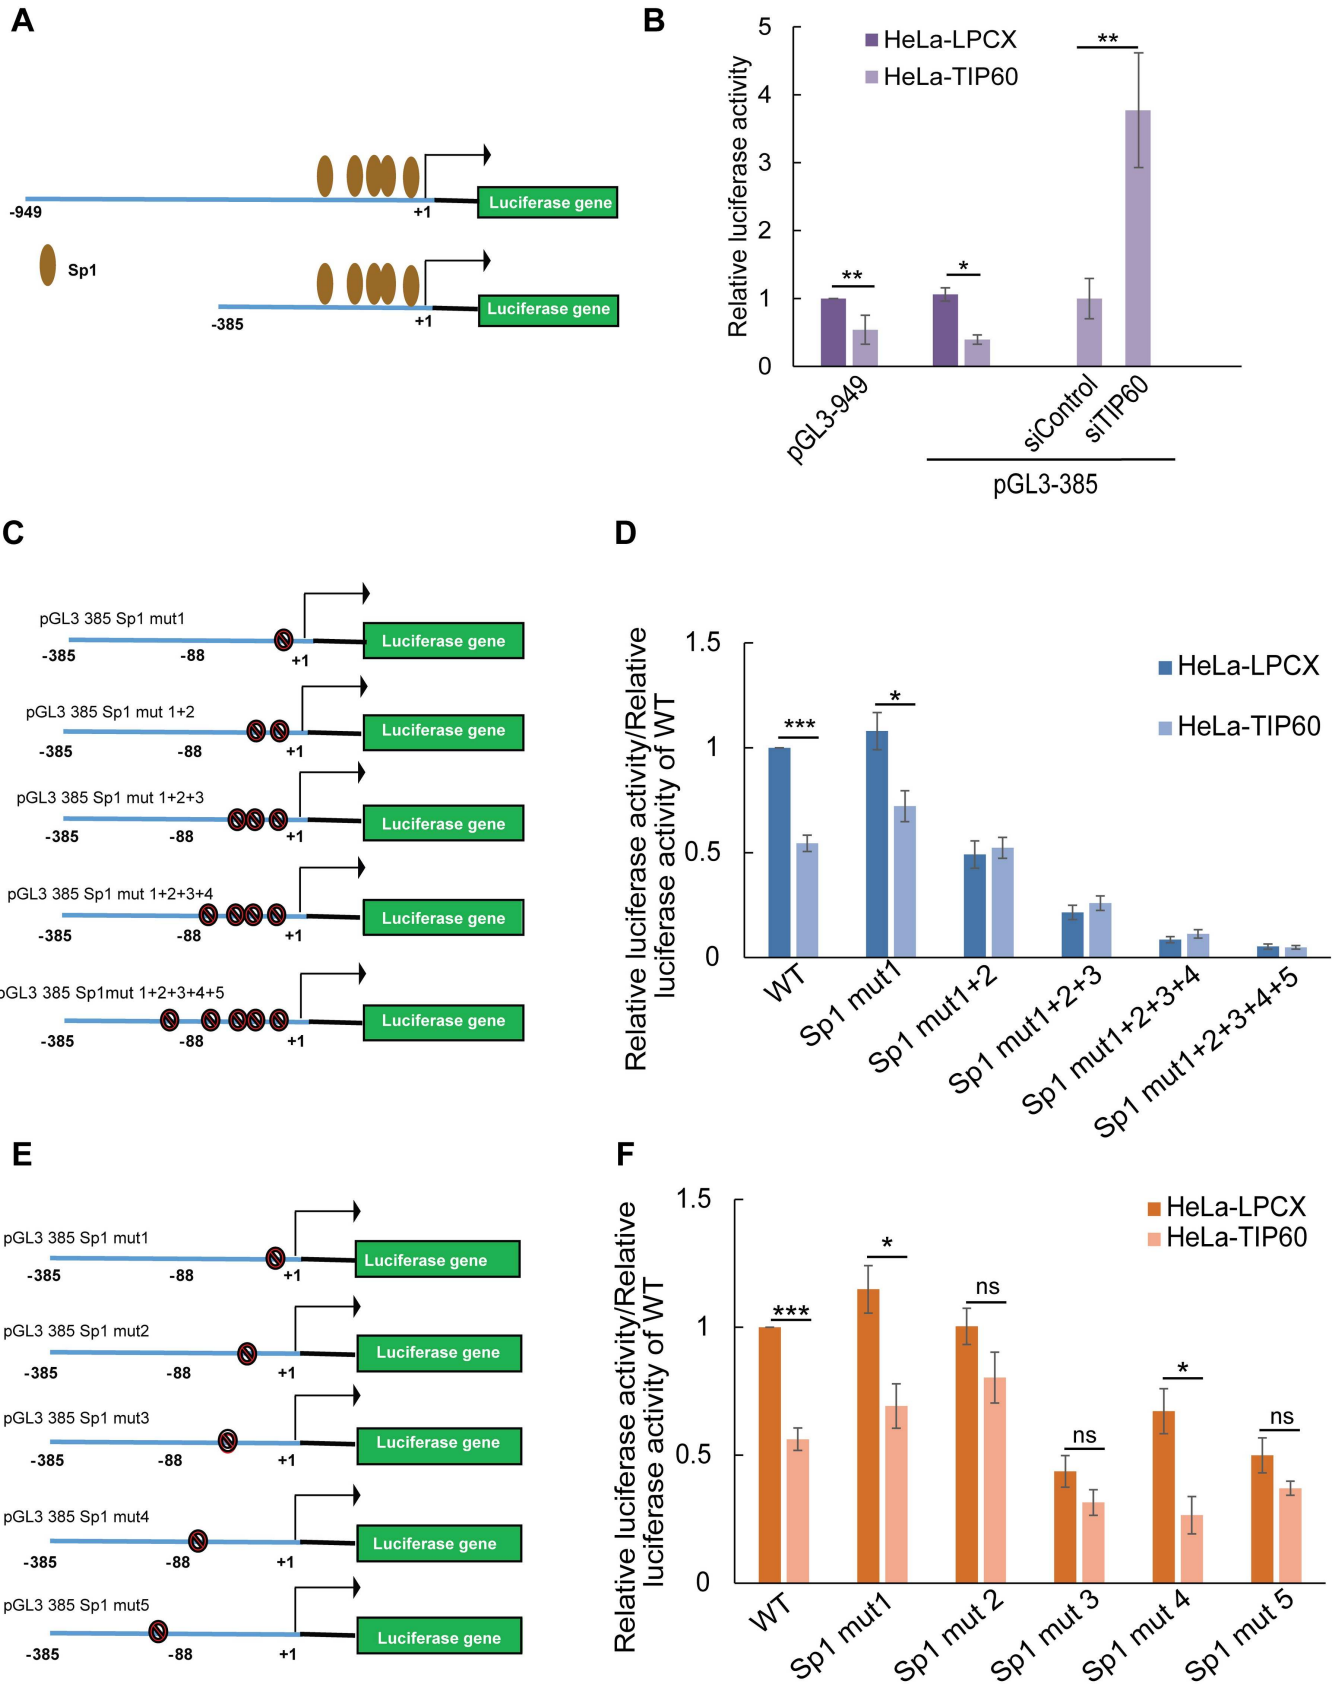 A
-949
+1
Luciferase gene
Sp1
-385
+1
Luciferase gene
B
Relative luciferase activity
5
4
3
2
1
0
HeLa-LPCX
HeLa-TIP60
**
*
**
pGL3-949
siControl
siTIP60
pGL3-385
C
pGL3 385 Sp1 mut1
-385
-88
+1
Luciferase gene
pGL3 385 Sp1 mut 1+2
-385
-88
+1
Luciferase gene
pGL3 385 Sp1 mut 1+2+3
-385
-88
+1
Luciferase gene
pGL3 385 Sp1 mut 1+2+3+4
-385
-88
+1
Luciferase gene
pGL3 385 Sp1mut 1+2+3+4+5
-385
-88
+1
Luciferase gene
D
Relative luciferase activity/Relative
luciferase activity of WT
1.5
1
0.5
0
HeLa-LPCX
HeLa-TIP60
***
*
WT
Sp1 mut1
Sp1 mut1+2
Sp1 mut1+2+3
Sp1 mut1+2+3+4
Sp1 mut1+2+3+4+5
E
pGL3 385 Sp1 mut1
-385
-88
+1
Luciferase gene
pGL3 385 Sp1 mut2
-385
-88
+1
Luciferase gene
pGL3 385 Sp1 mut3
-385
-88
+1
Luciferase gene
pGL3 385 Sp1 mut4
-385
-88
+1
Luciferase gene
pGL3 385 Sp1 mut5
-385
-88
+1
Luciferase gene
F
Relative luciferase activity/Relative
luciferase activity of WT
1.5
1
0.5
0
HeLa-LPCX
HeLa-TIP60
***
*
ns
ns
*
ns
WT
Sp1 mut1
Sp1 mut 2
Sp1 mut 3
Sp1 mut 4
Sp1 mut 5